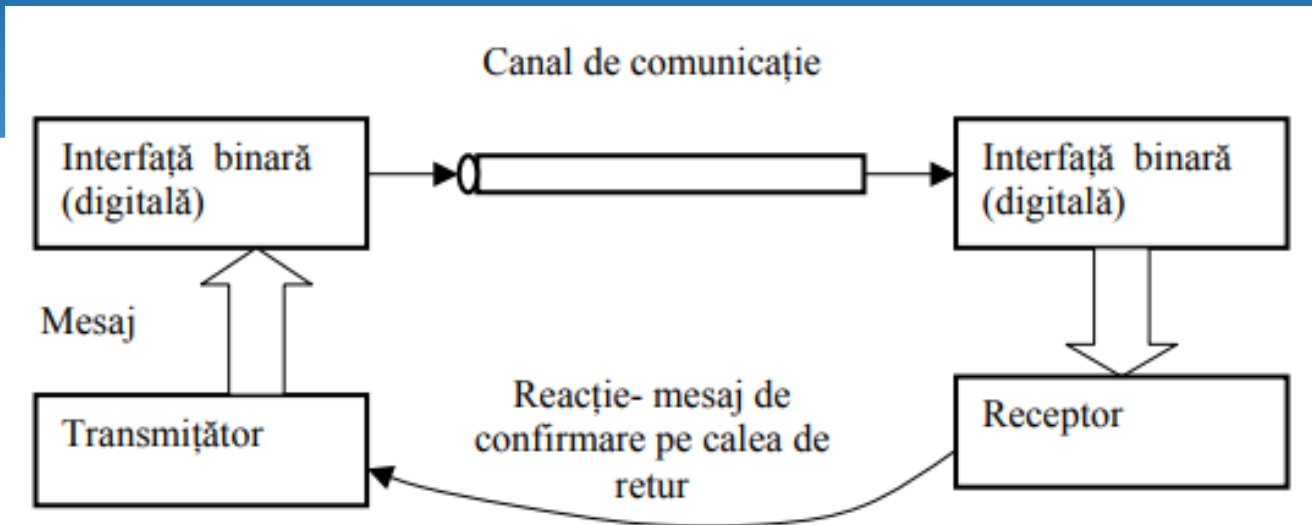 Canal de comunicație
Interfață binară
(digitală)
Interfață binară
(digitală)
Mesaj
Transmițător
Reacție- mesaj de
confirmare pe calea de
retur
Receptor